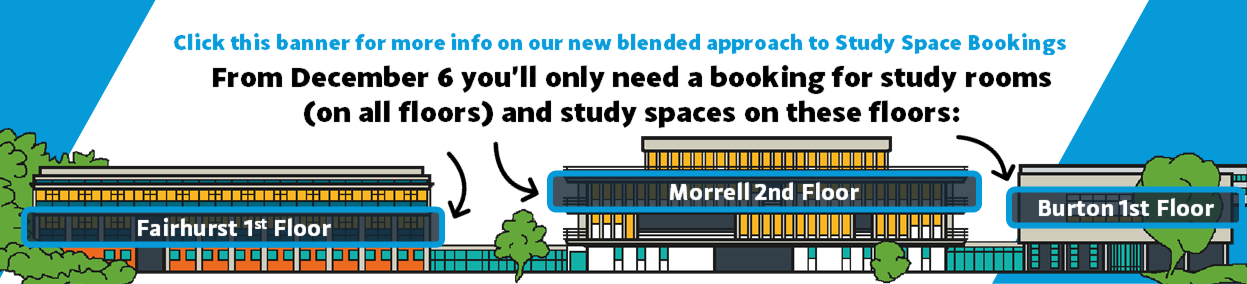 Click this banner for more info on our new blended approach to Study Space Bookings
From December 6 you'll only need a booking for study rooms
(on all floors) and study spaces on these floors:
Fairhurst 1st Floor
Morrell 2nd Floor
Burton 1st Floor